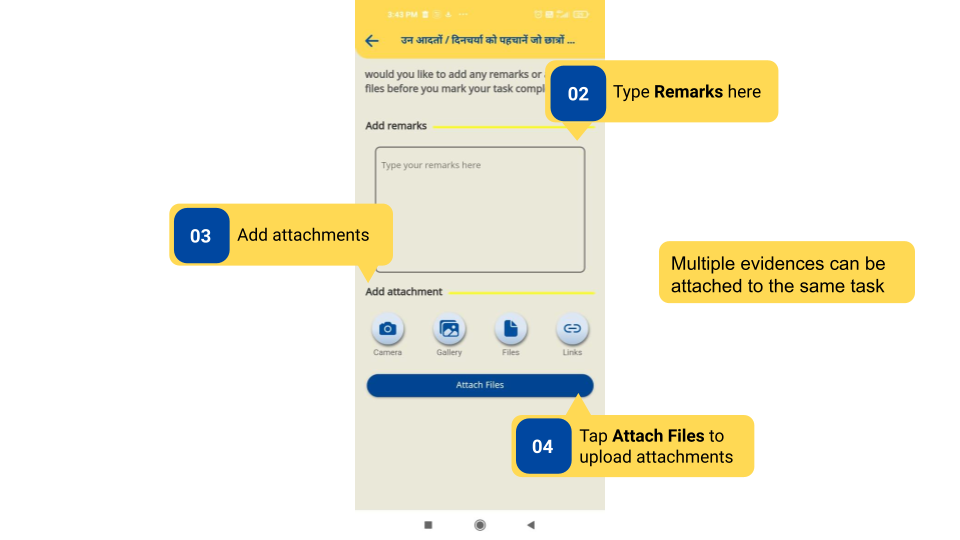 3:43 PM
उन आदतों / दिनचर्या को पहचानें जो छात्रों ...
would you like to add any remarks or
files before you mark your task compl
02
Type Remarks here
Add remarks
Type your remarks here
03
Add attachments
Multiple evidences can be
attached to the same task
Add attachment
Camera
Gallery
Files
Links
Attach Files
04
Tap Attach Files to
upload attachments